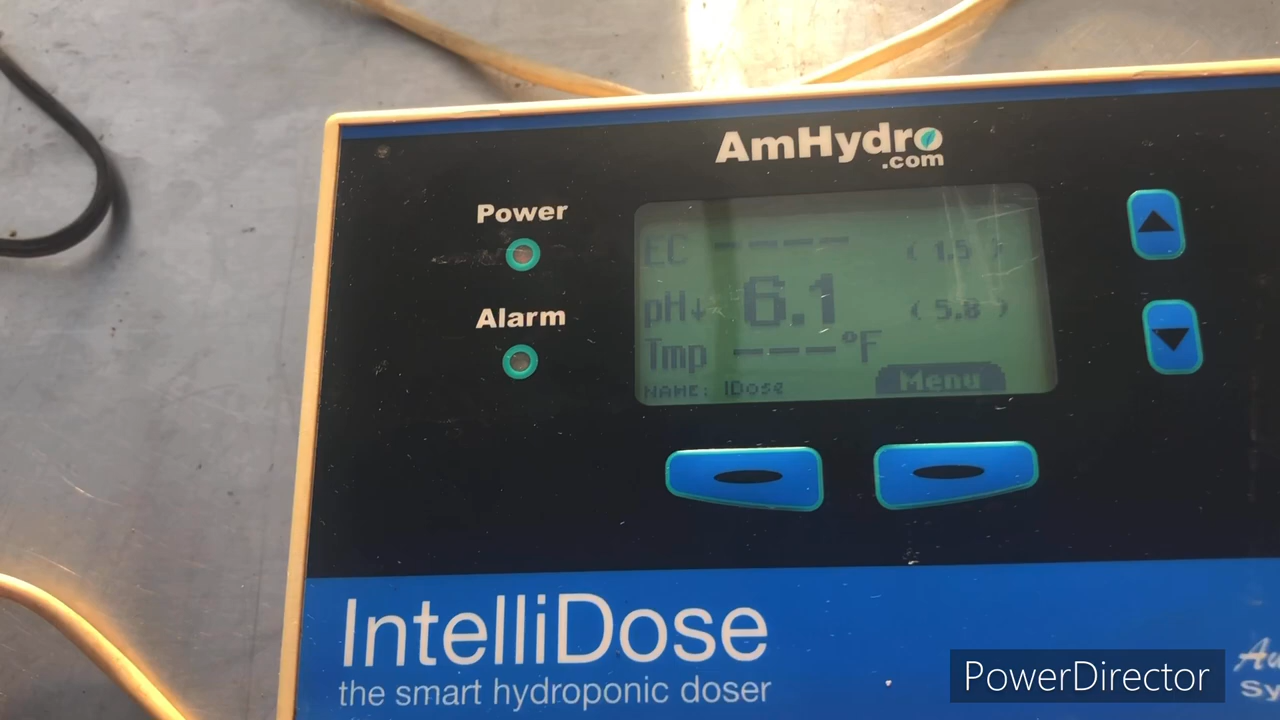 AmHydro
.com
Power
Alarm
EC ---- (1.5)
pH↓ 6.1 (5.8)
Tmp ---°F
NAME: IDose Menu
IntelliDose
the smart hydroponic doser
PowerDirector